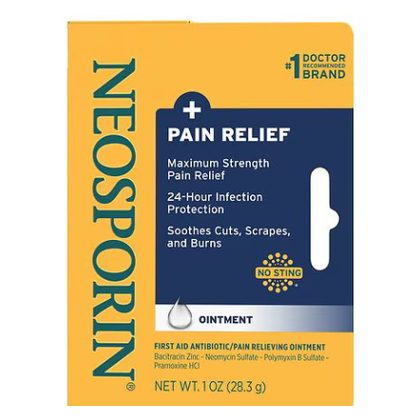 NEOSPORIN®
#1 DOCTOR
RECOMMENDED
BRAND
+ PAIN RELIEF
Maximum Strength
Pain Relief
24-Hour Infection
Protection
Soothes Cuts, Scrapes,
and Burns
NO STING
OINTMENT
FIRST AID ANTIBIOTIC/PAIN RELIEVING OINTMENT
Bacitracin Zinc - Neomycin Sulfate - Polymyxin B Sulfate -
Pramoxine HCl
NET WT. 1 OZ (28.3 g)